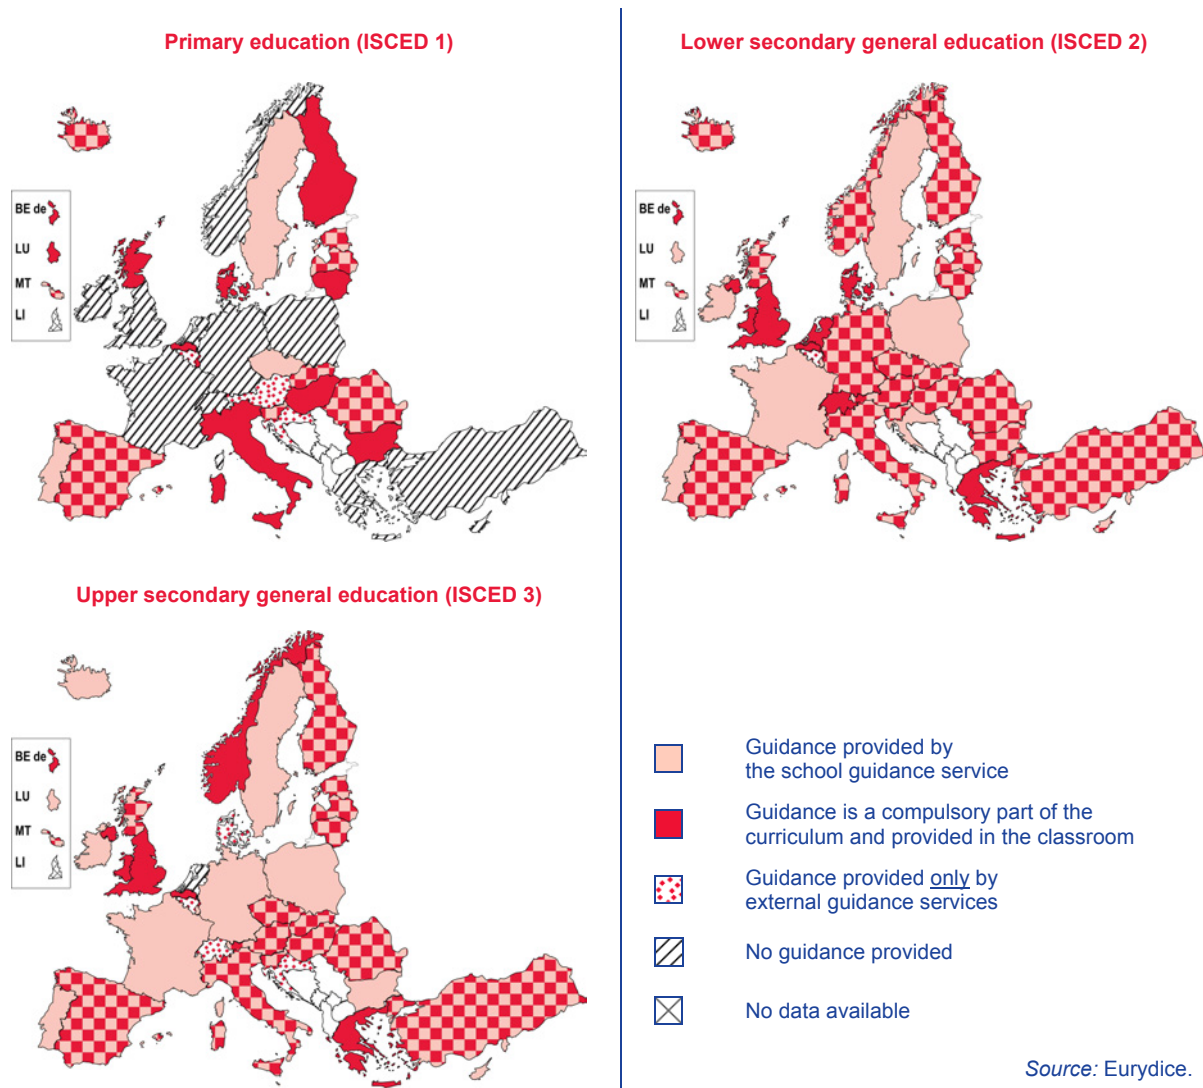 Primary education (ISCED 1)
Lower secondary general education (ISCED 2)
BE de
LU
MT
LI
BE de
LU
MT
LI
Upper secondary general education (ISCED 3)
BE de
LU
MT
LI
Guidance provided by
the school guidance service
Guidance is a compulsory part of the
curriculum and provided in the classroom
Guidance provided only by
external guidance services
No guidance provided
No data available
Source: Eurydice.